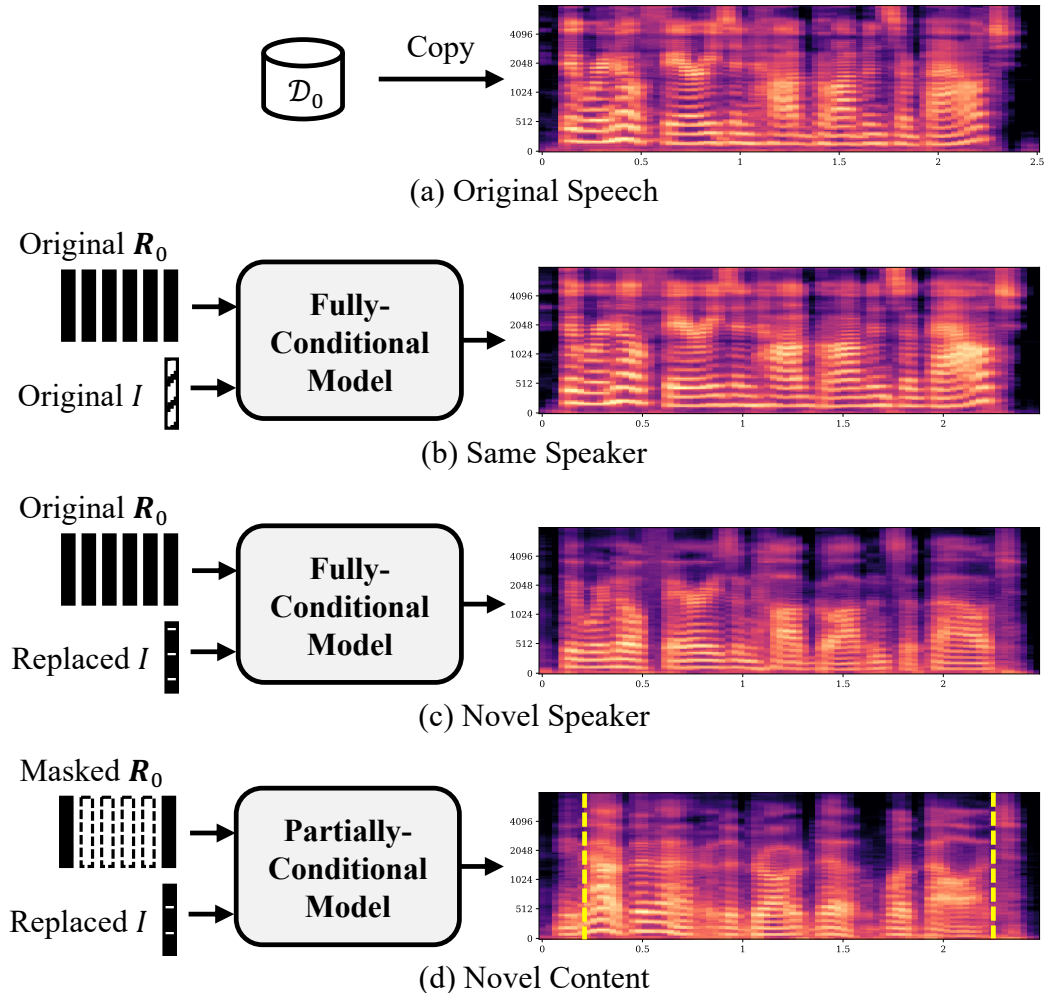 𝒟₀
Copy
4096
2048
1024
512
0
0
0.5
1
1.5
2
2.5
(a) Original Speech
Original R₀
Original I
Fully-
Conditional
Model
4096
2048
1024
512
0
0
0.5
1
1.5
2
(b) Same Speaker
Original R₀
Replaced I
Fully-
Conditional
Model
4096
2048
1024
512
0
0
0.5
1
1.5
2
(c) Novel Speaker
Masked R₀
Replaced I
Partially-
Conditional
Model
4096
2048
1024
512
0
0
0.5
1
1.5
2
(d) Novel Content